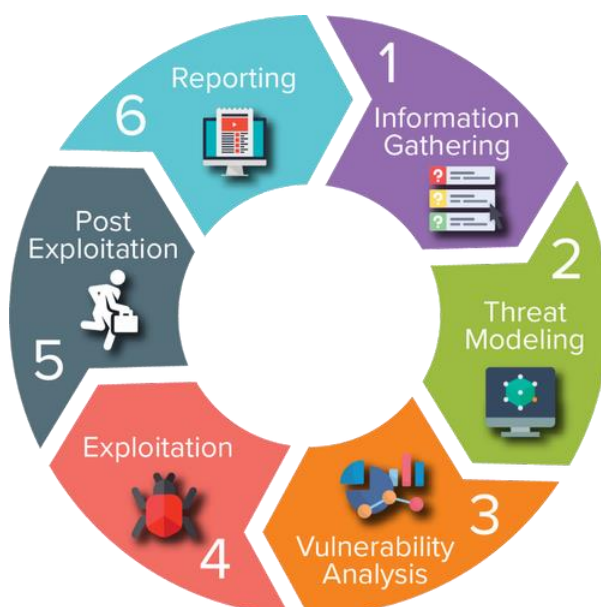 1
Information
Gathering
2
Threat
Modeling
3
Vulnerability
Analysis
4
Exploitation
5
Post
Exploitation
6
Reporting
?
?
?